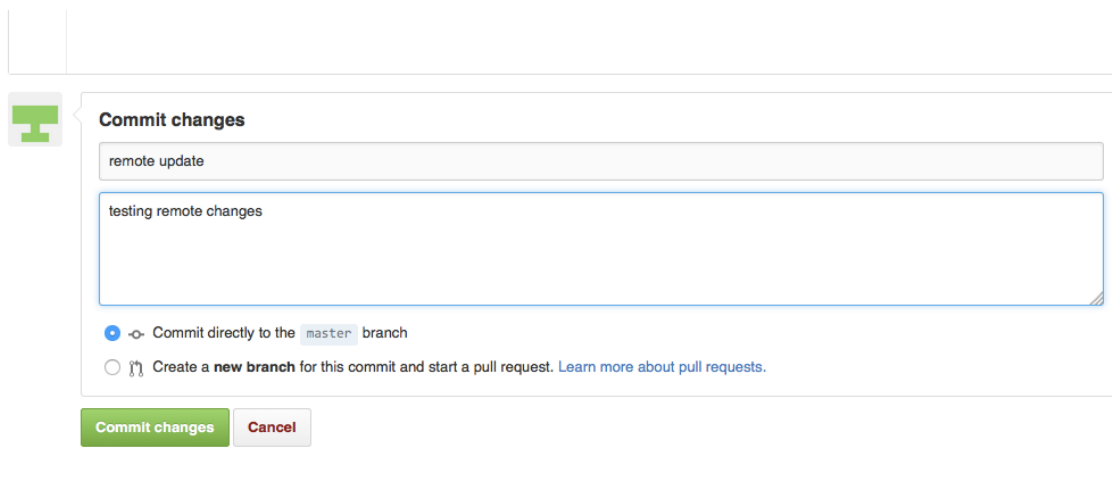 Commit changes
remote update
testing remote changes
Commit directly to the master branch
Create a new branch for this commit and start a pull request. Learn more about pull requests.
Commit changes Cancel